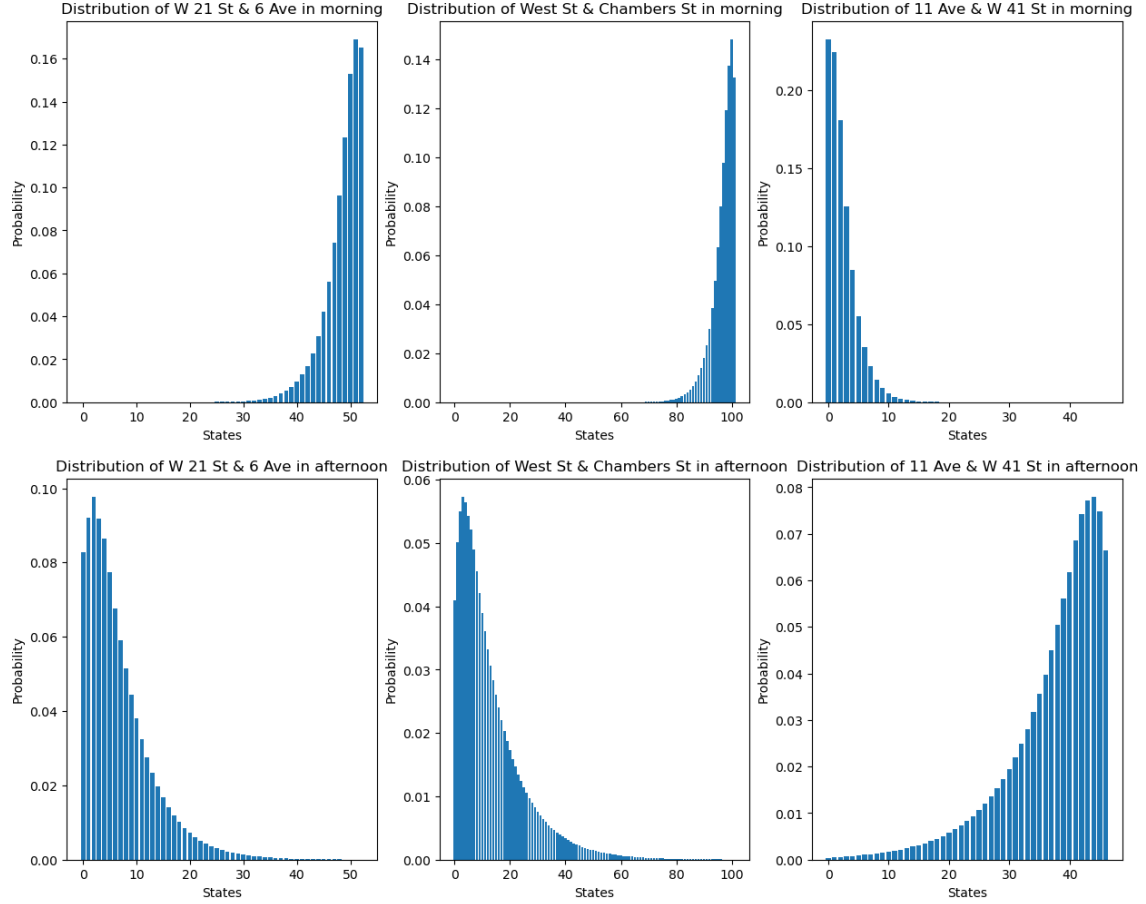 Distribution of W 21 St & 6 Ave in morning
0.16
0.14
0.12
0.10
0.08
0.06
0.04
0.02
0.00
Probability
0 10 20 30 40 50
States
Distribution of West St & Chambers St in morning
0.14
0.12
0.10
0.08
0.06
0.04
0.02
0.00
Probability
0 20 40 60 80 100
States
Distribution of 11 Ave & W 41 St in morning
0.20
0.15
0.10
0.05
0.00
Probability
0 10 20 30 40
States
Distribution of W 21 St & 6 Ave in afternoon
0.10
0.08
0.06
0.04
0.02
0.00
Probability
0 10 20 30 40 50
States
Distribution of West St & Chambers St in afternoon
0.06
0.05
0.04
0.03
0.02
0.01
0.00
Probability
0 20 40 60 80 100
States
Distribution of 11 Ave & W 41 St in afternoon
0.08
0.07
0.06
0.05
0.04
0.03
0.02
0.01
0.00
Probability
0 10 20 30 40
States